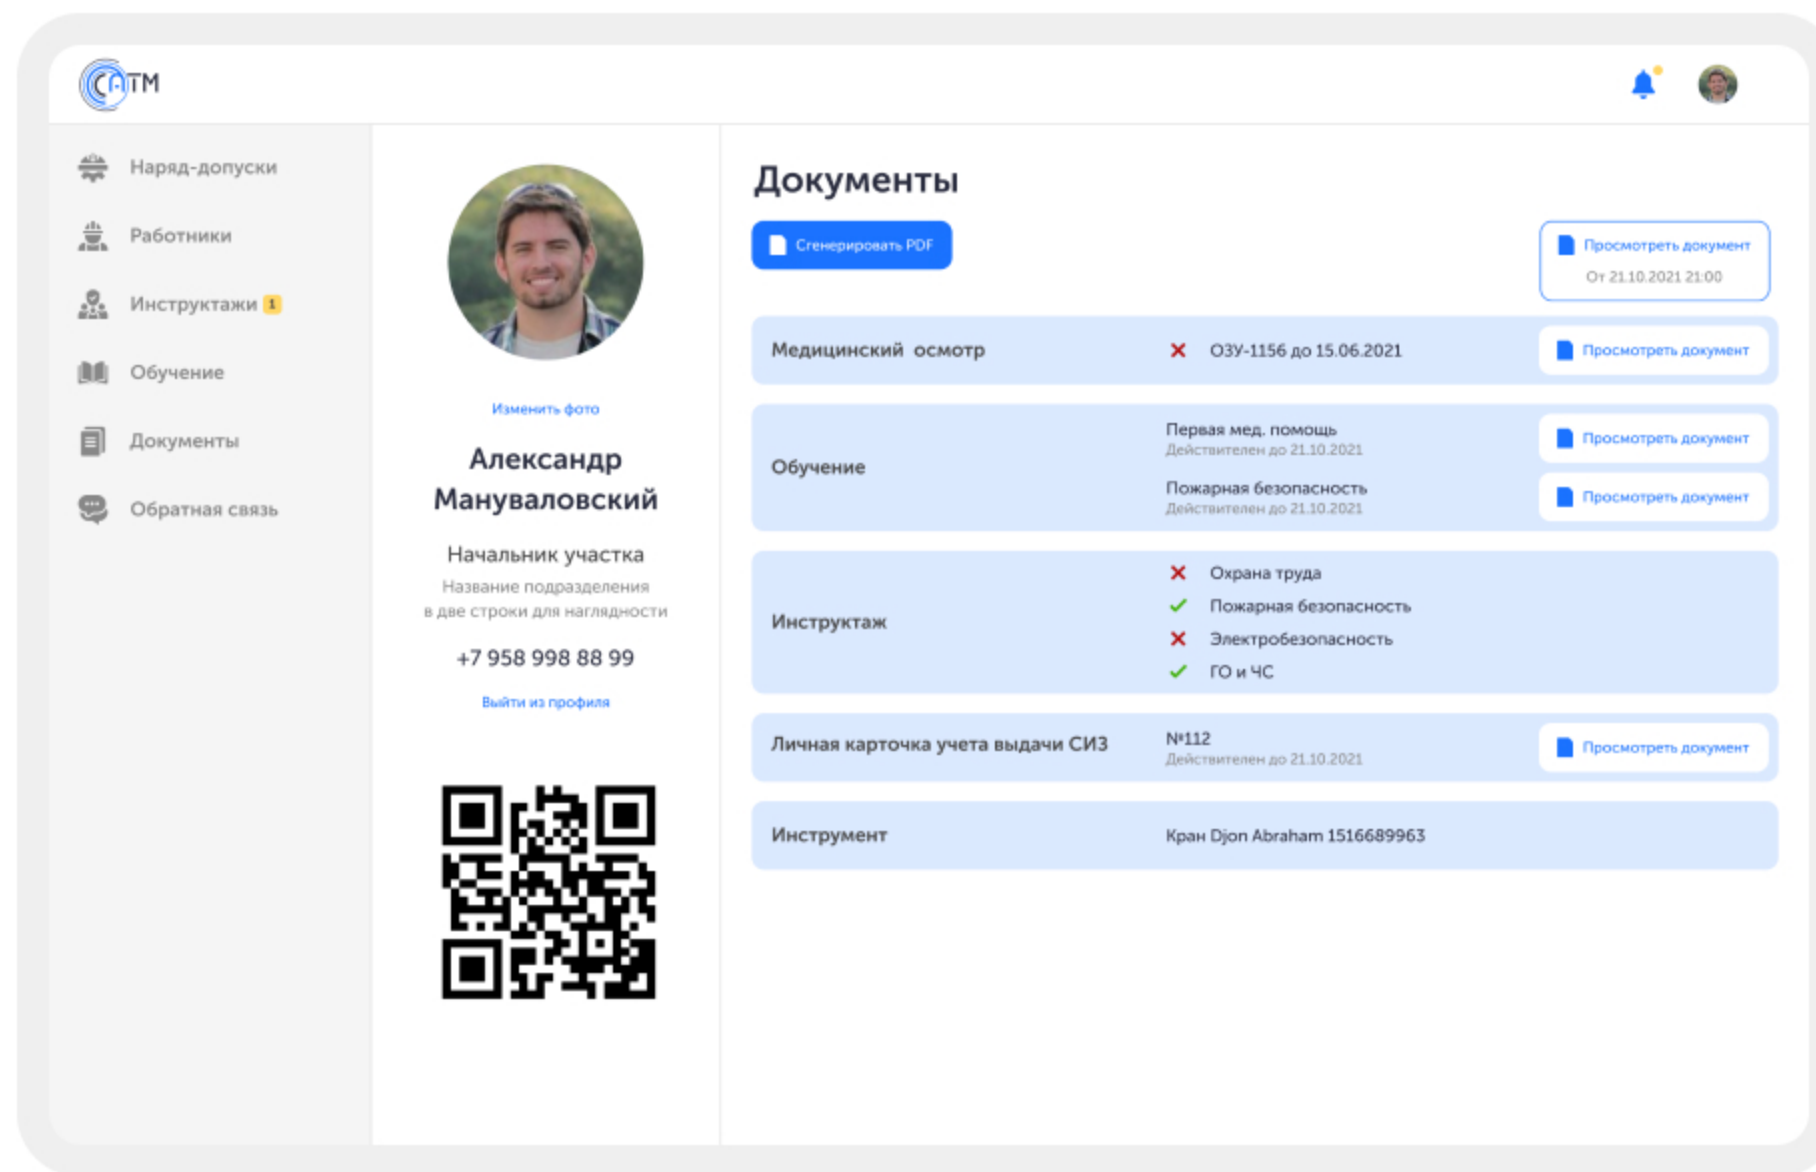 САТМ
Наряд-допуски
Работники
Инструктажи 1
Обучение
Документы
Обратная связь
Изменить фото
Александр
Мануваловский
Начальник участка
Название подразделения
в две строки для наглядности
+7 958 998 88 99
Выйти из профиля
Документы
Сгенерировать PDF
Просмотреть документ
От 21.10.2021 21:00
Медицинский осмотр
ОЗУ-1156 до 15.06.2021
Просмотреть документ
Обучение
Первая мед. помощь
Действителен до 21.10.2021
Просмотреть документ
Пожарная безопасность
Действителен до 21.10.2021
Просмотреть документ
Инструктаж
Охрана труда
Пожарная безопасность
Электробезопасность
ГО и ЧС
Личная карточка учета выдачи СИЗ
№112
Действителен до 21.10.2021
Просмотреть документ
Инструмент
Кран Djon Abraham 1516689963